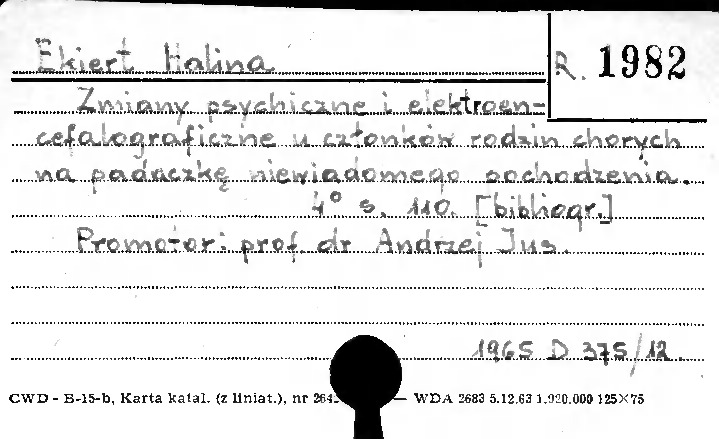 Ekiert Halina
R. 1982
Zmiany psychiczne i elektroen=
cefalograficzne u członków rodzin chorych
na padaczkę niewiadomego pochodzenia.
4° s. 110. [bibliogr.]
Promotor: prof. dr Andrzej Jus.
1965 D 375/12
CWD - B-15-b, Karta katal. (z liniat.), nr 264 — WDA 2683 5.12.63 1.920.000 125×75